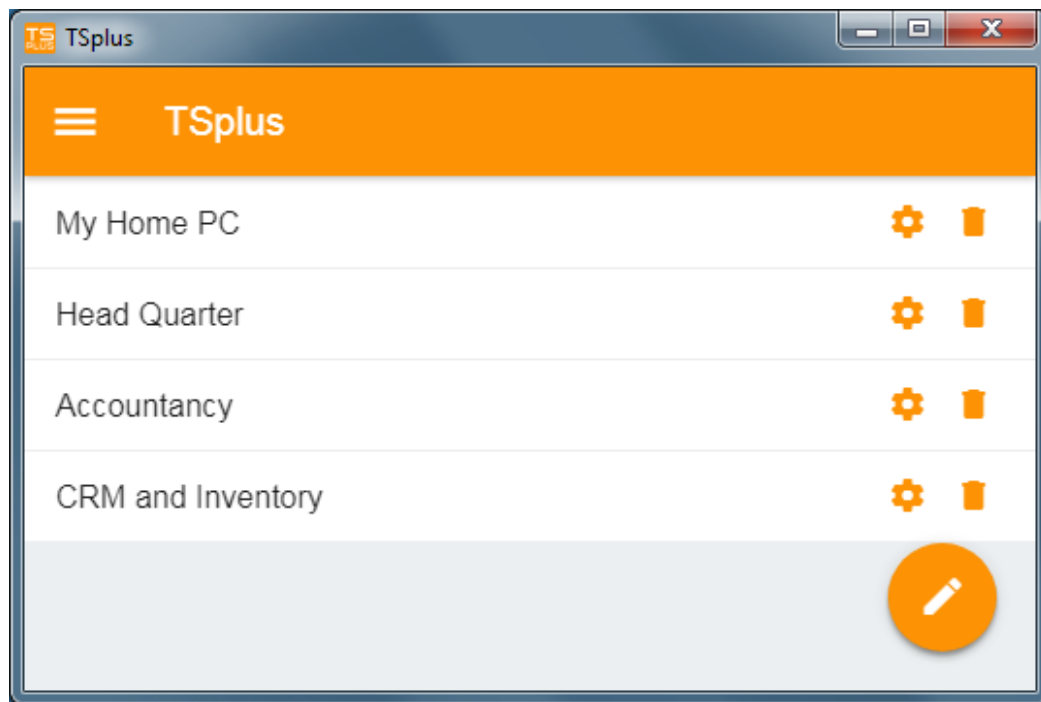 TS PLUS TSplus
TSplus
My Home PC
Head Quarter
Accountancy
CRM and Inventory